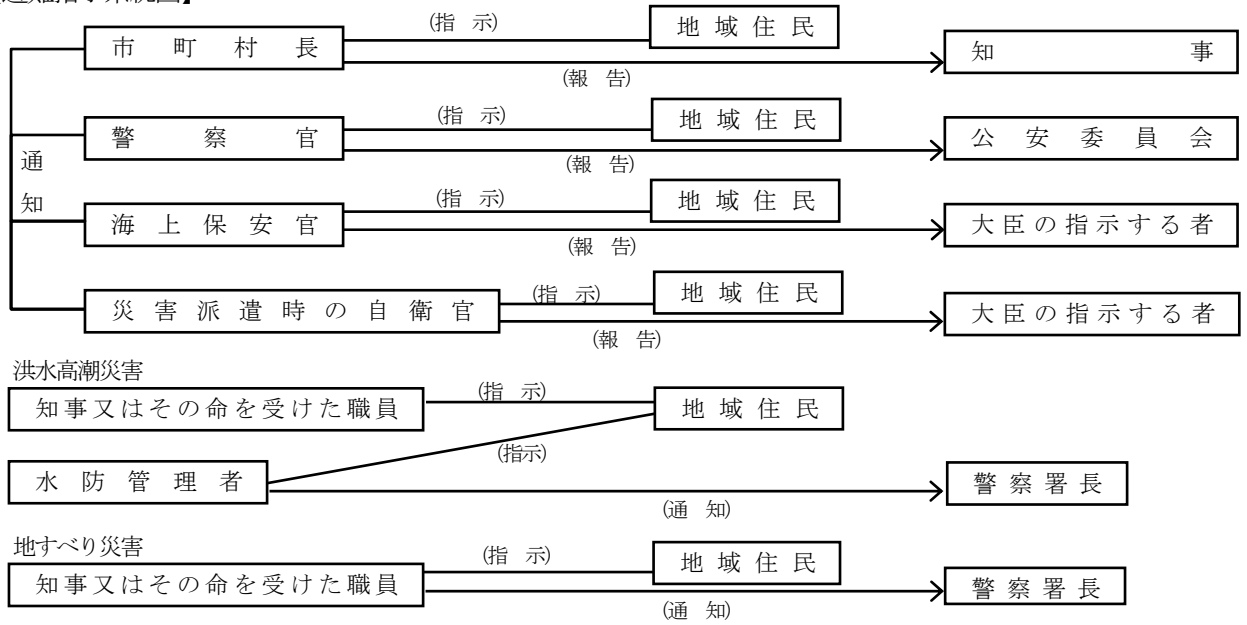 (指 示)
市町村長
地域住民
知事
(報 告)
(指 示)
警察官
地域住民
公安委員会
(報 告)
通知
(指 示)
海上保安官
地域住民
大臣の指示する者
(報 告)
(指 示)
災害派遣時の自衛官
地域住民
大臣の指示する者
(報 告)
洪水高潮災害
(指 示)
知事又はその命を受けた職員
地域住民
(指示)
水防管理者
警察署長
(通 知)
地すべり災害
(指 示)
知事又はその命を受けた職員
地域住民
警察署長
(通 知)